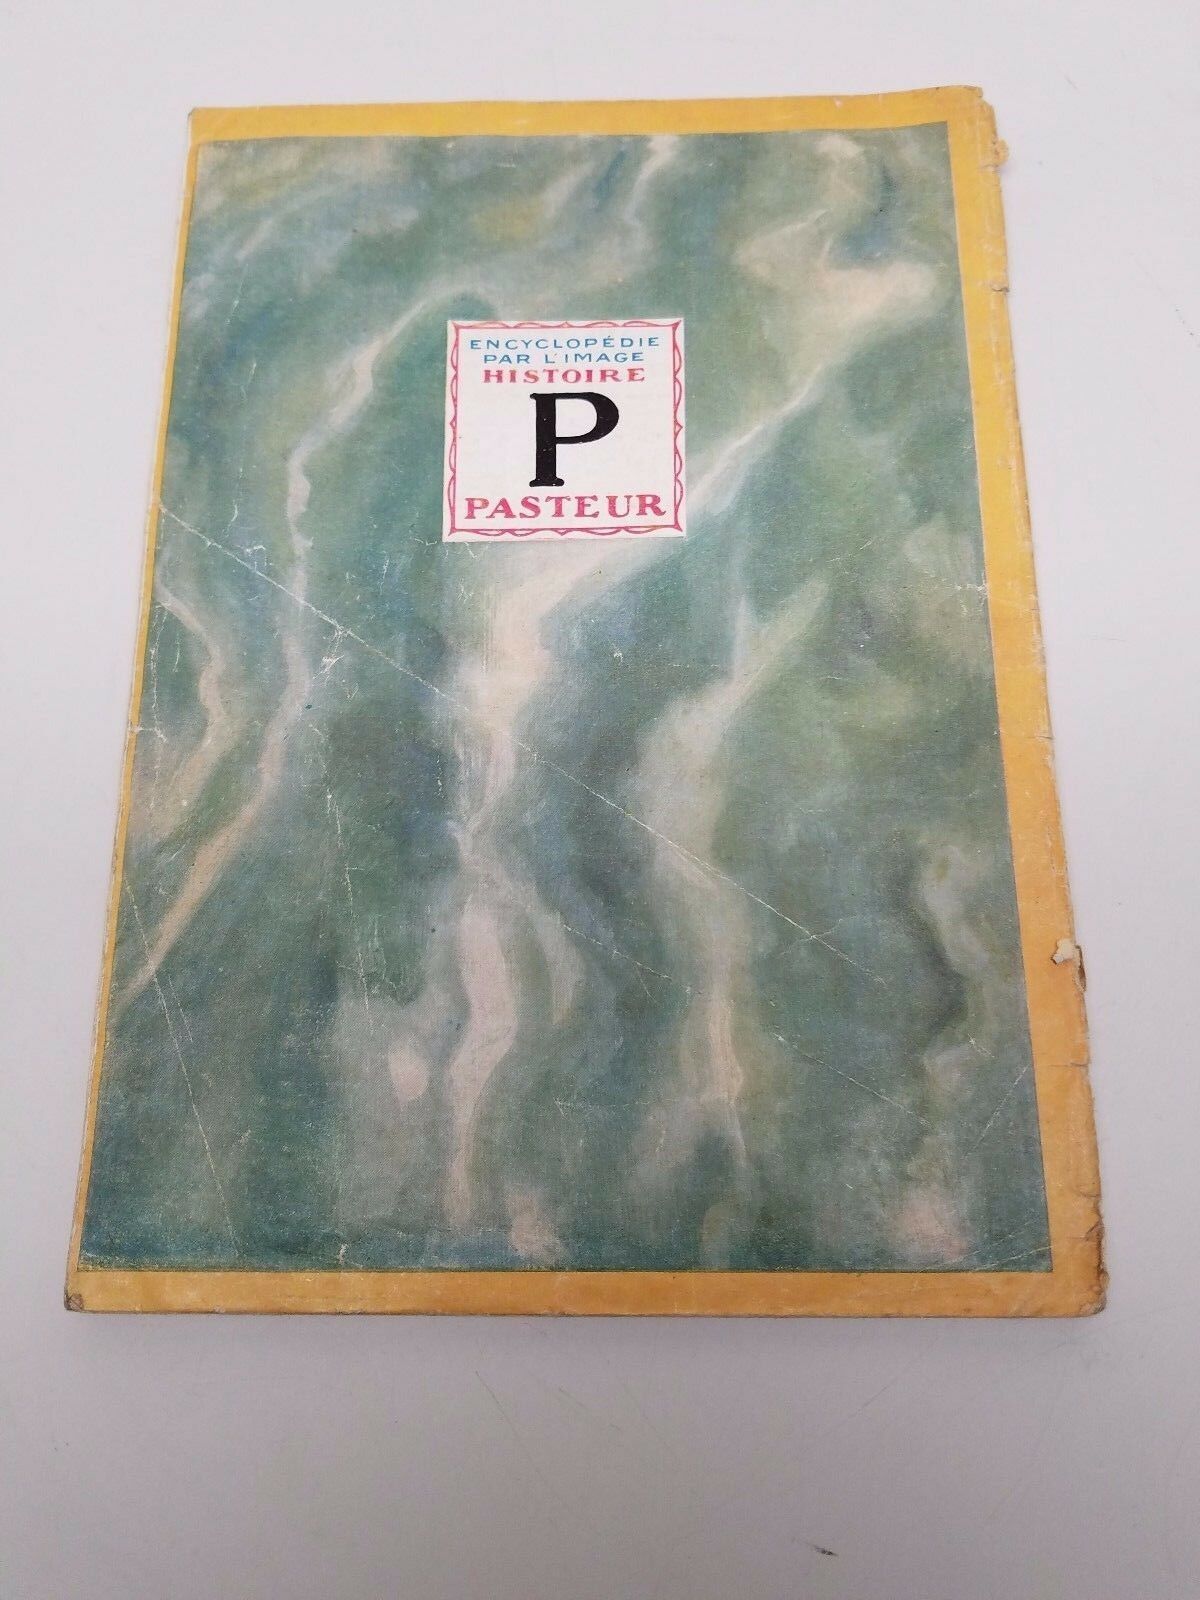 ENCYCLOPÉDIE
PAR L'IMAGE
HISTOIRE
P
PASTEUR